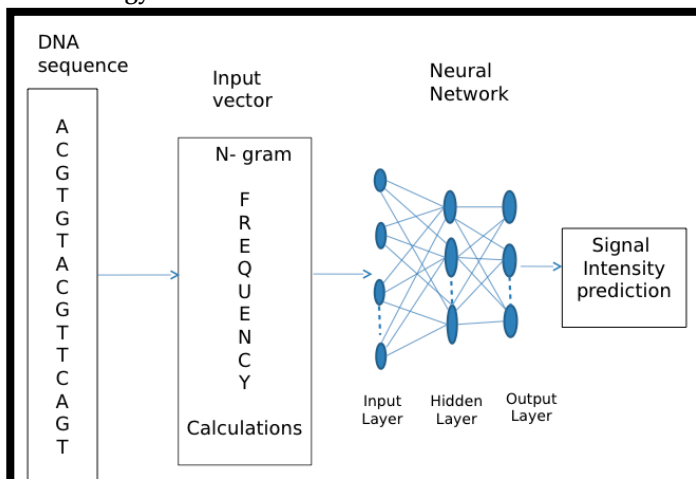 DNA
sequence
A
C
G
T
G
T
A
C
G
T
T
C
A
G
T
Input
vector
N- gram
F
R
E
Q
U
E
N
C
Y
Calculations
Neural
Network
Input
Layer
Hidden
Layer
Output
Layer
Signal
Intensity
prediction